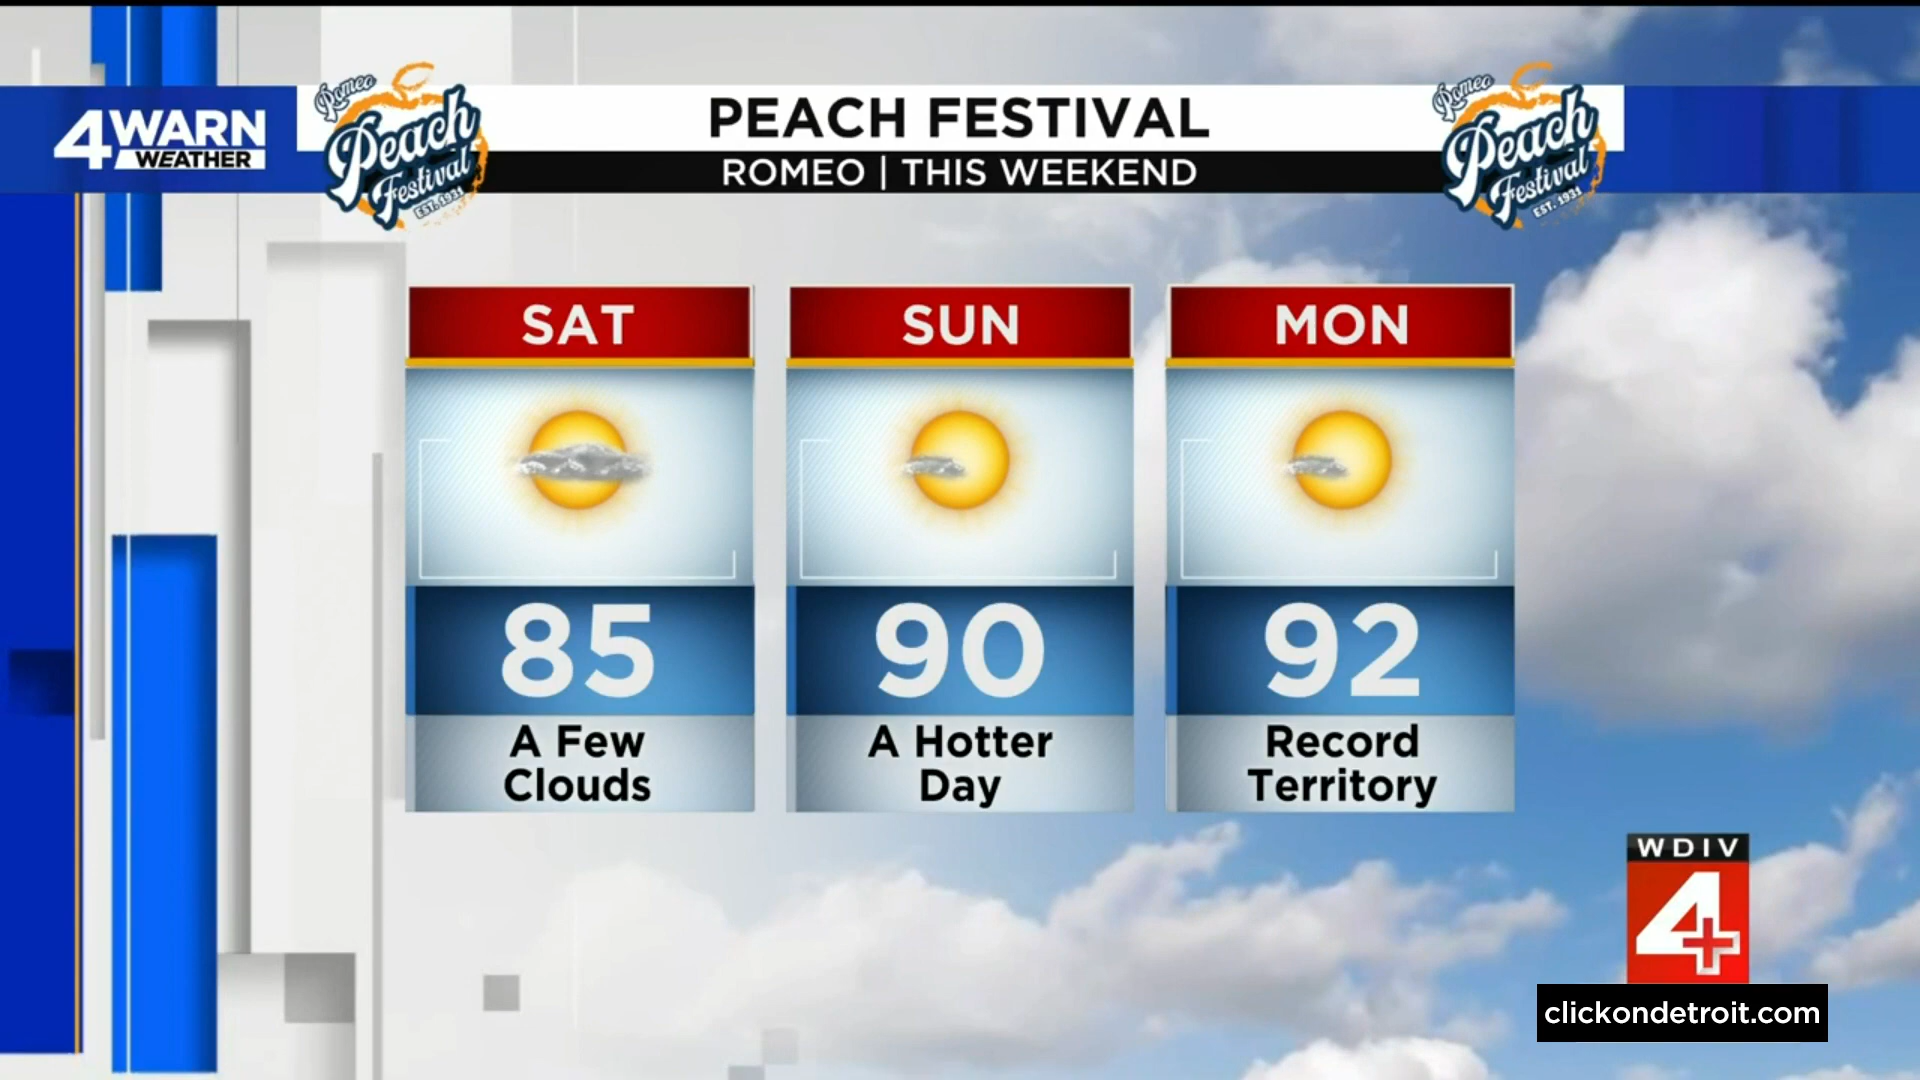 4WARN
WEATHER
Romeo
Peach
Festival
EST. 1931
PEACH FESTIVAL
ROMEO | THIS WEEKEND
Romeo
Peach
Festival
EST. 1931
SAT
SUN
MON
85
90
92
A Few
Clouds
A Hotter
Day
Record
Territory
WDIV
4+
clickondetroit.com